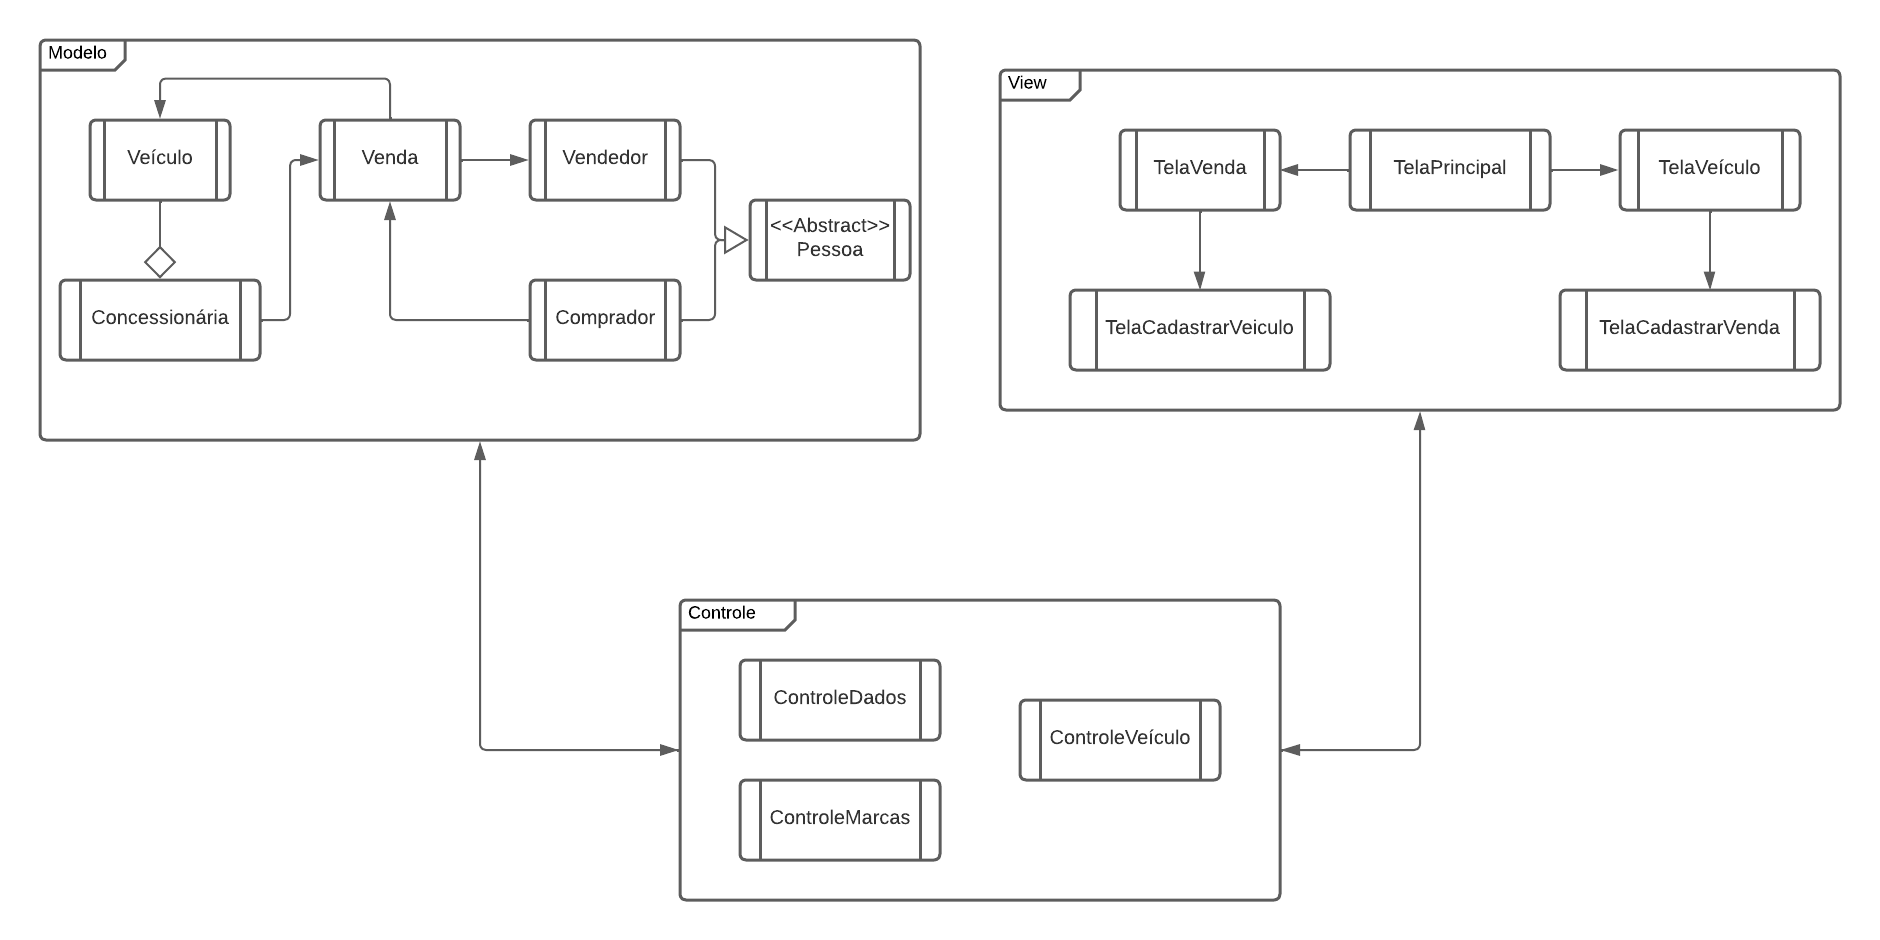 Modelo
Veículo
Venda
Vendedor
<<Abstract>>
Pessoa
Concessionária
Comprador
View
TelaVenda
TelaPrincipal
TelaVeículo
TelaCadastrarVeiculo
TelaCadastrarVenda
Controle
ControleDados
ControleVeículo
ControleMarcas